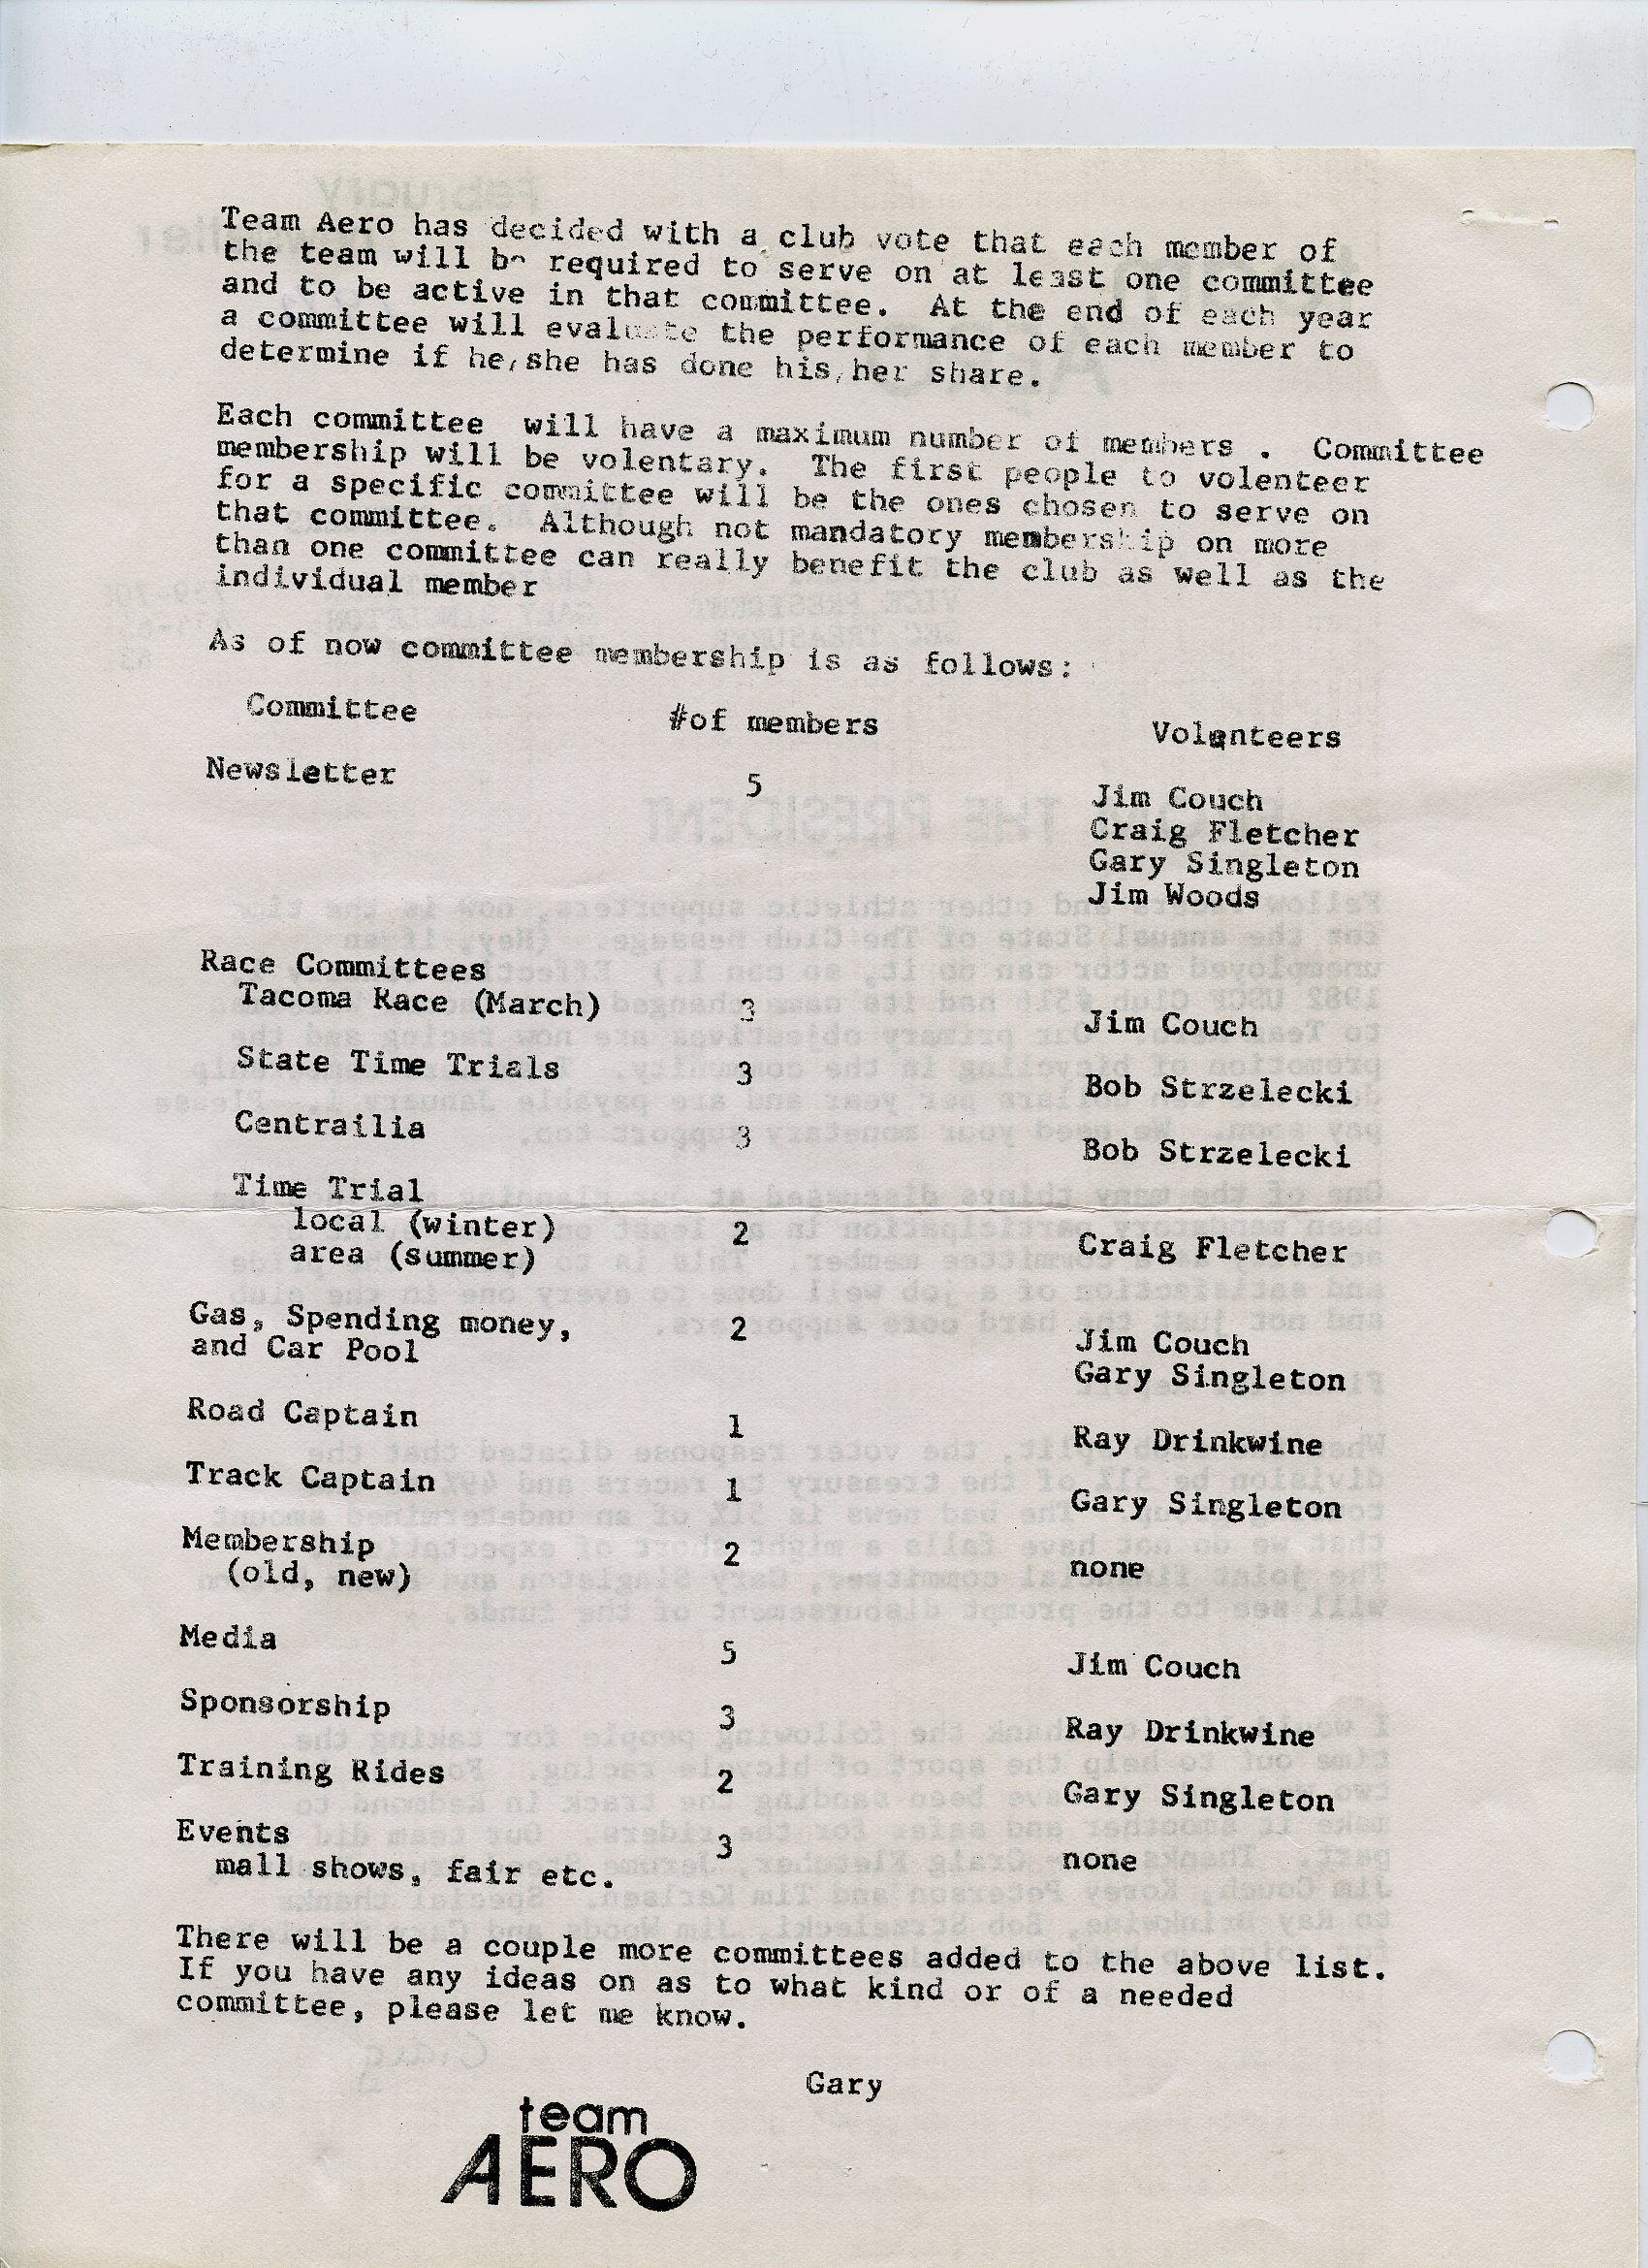 Team Aero has decided with a club vote that each member of
the team will be required to serve on at least one committee
and to be active in that committee. At the end of each year
a committee will evaluate the performance of each member to
determine if he/she has done his/her share.
Each committee will have a maximum number of members . Committee
membership will be volentary. The first people to volenteer
for a specific committee will be the ones chosen to serve on
that committee. Although not mandatory membership on more
than one committee can really benefit the club as well as the
individual member
As of now committee membership is as follows:
Committee #of members Volenteers
Newsletter 5 Jim Couch
Craig Fletcher
Gary Singleton
Jim Woods
Race Committees
Tacoma Race (March) 3 Jim Couch
State Time Trials 3 Bob Strzelecki
Centrailia 3 Bob Strzelecki
Time Trial
local (winter) 2 Craig Fletcher
area (summer)
Gas, Spending money, 2 Jim Couch
and Car Pool Gary Singleton
Road Captain 1 Ray Drinkwine
Track Captain 1 Gary Singleton
Membership 2 none
(old, new)
Media 5 Jim Couch
Sponsorship 3 Ray Drinkwine
Training Rides 2 Gary Singleton
Events 3 none
mall shows, fair etc.
There will be a couple more committees added to the above list.
If you have any ideas on as to what kind or of a needed
committee, please let me know.
Gary
team
AERO